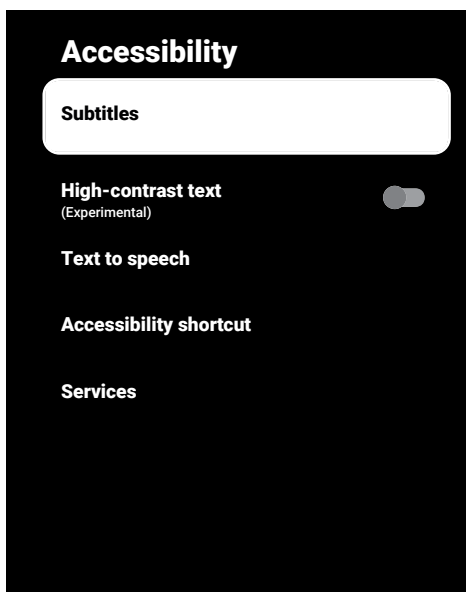 Accessibility
Subtitles
High-contrast text
(Experimental)
Text to speech
Accessibility shortcut
Services